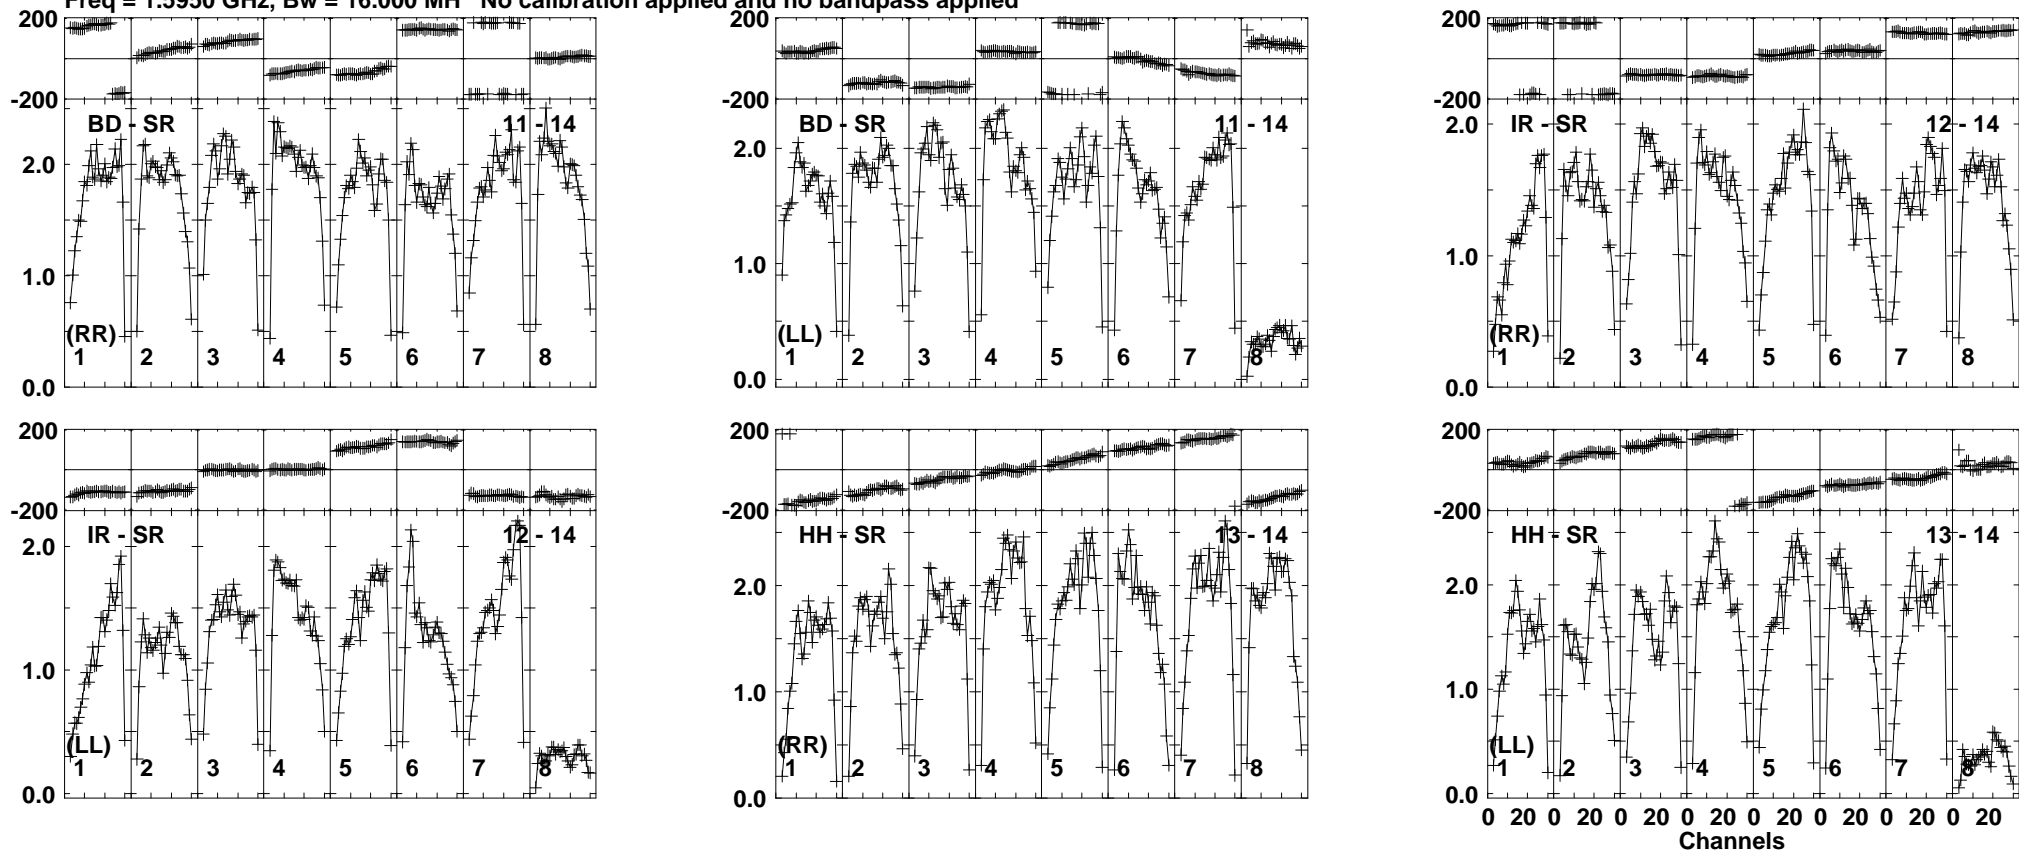 Freq = 1.5950 GHz, Bw = 16.000 MH   No calibration applied and no bandpass applied
200
-200
BD - SR 11 - 14
2.0
1.0
0.0
(RR)
1 2 3 4 5 6 7 8
200
-200
BD - SR 11 - 14
2.0
1.0
0.0
(LL)
1 2 3 4 5 6 7 8
200
-200
IR - SR 12 - 14
2.0
1.0
0.0
(RR)
1 2 3 4 5 6 7 8
200
-200
IR - SR 12 - 14
2.0
1.0
0.0
(LL)
1 2 3 4 5 6 7 8
200
-200
HH - SR 13 - 14
2.0
1.0
0.0
(RR)
1 2 3 4 5 6 7 8
200
-200
HH - SR 13 - 14
2.0
1.0
0.0
(LL)
1 2 3 4 5 6 7 8
0 20 0 20 0 20 0 20 0 20 0 20 0 20 0 20
Channels